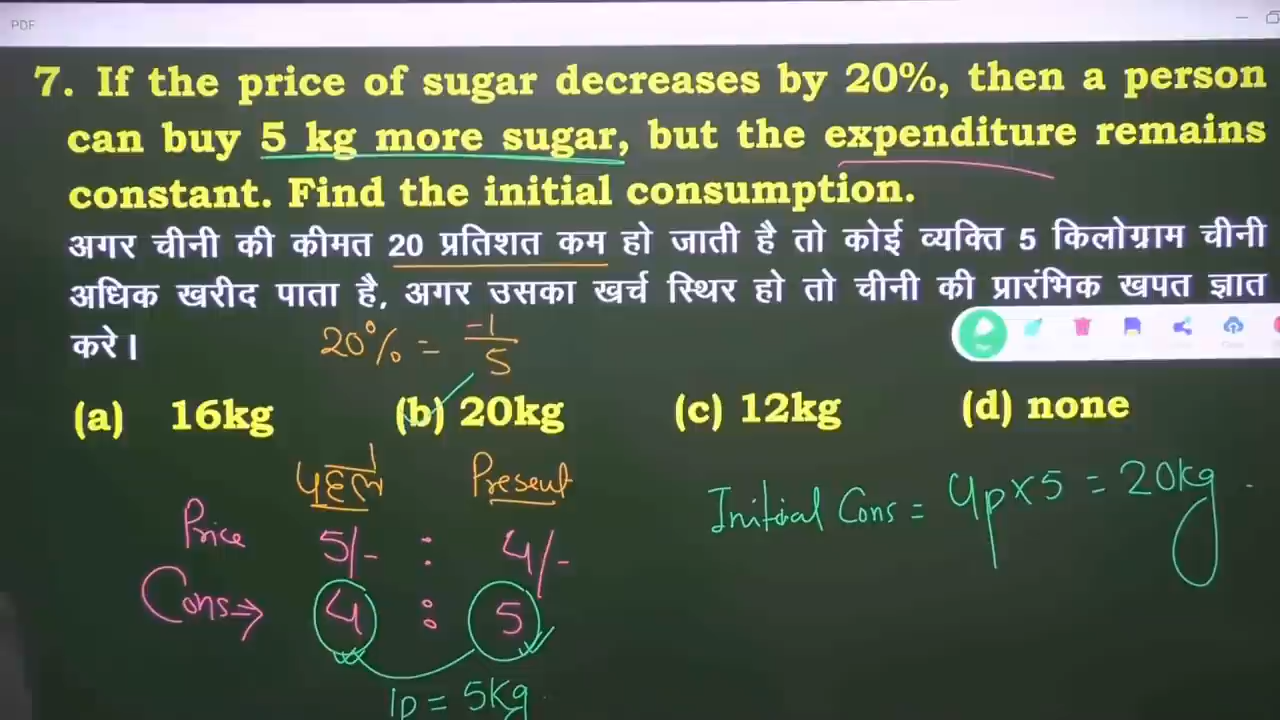 PDF
7. If the price of sugar decreases by 20%, then a person
can buy 5 kg more sugar, but the expenditure remains
constant. Find the initial consumption.
अगर चीनी की कीमत 20 प्रतिशत कम हो जाती है तो कोई व्यक्ति 5 किलोग्राम चीनी
अधिक खरीद पाता है, अगर उसका खर्च स्थिर हो तो चीनी की प्रारंभिक खपत ज्ञात
करे।
20% = -1/5
(a) 16kg (b) 20kg (c) 12kg (d) none
पहले Present
Price 5/- : 4/-
Cons→ 4 : 5
1p = 5kg
Initial Cons = 4p×5 = 20kg